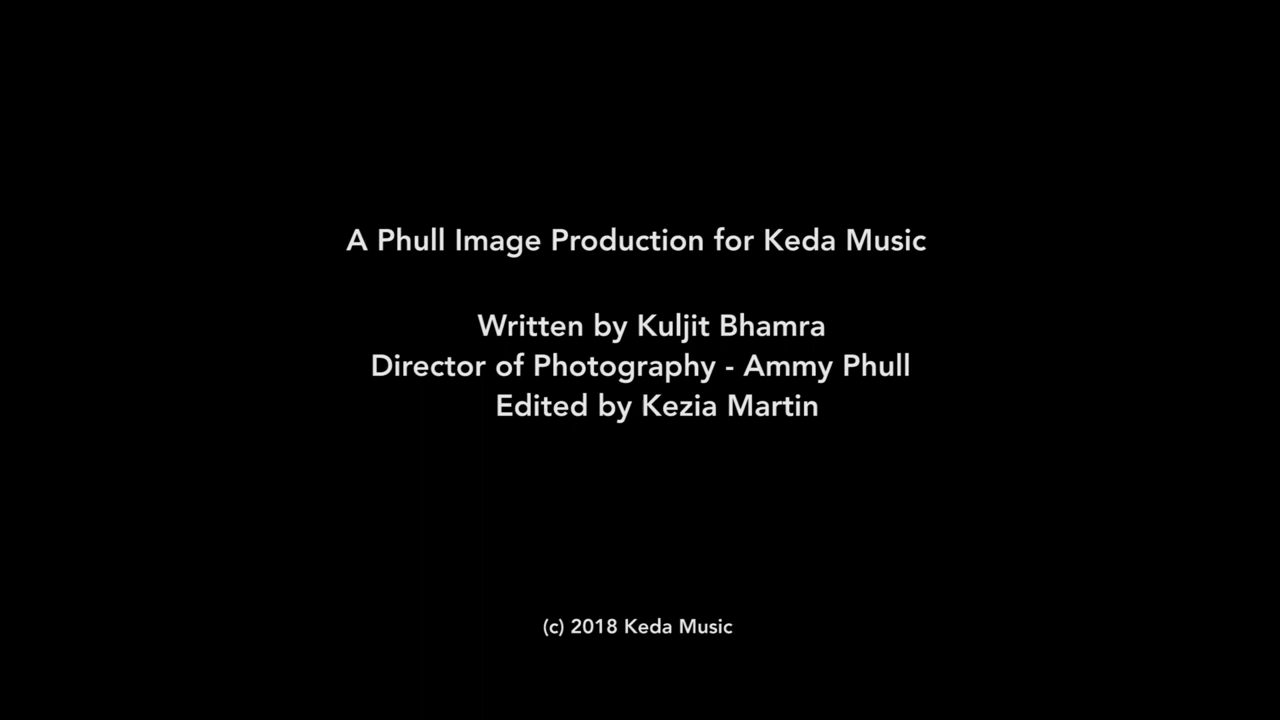 A Phull Image Production for Keda Music
Written by Kuljit Bhamra
Director of Photography - Ammy Phull
Edited by Kezia Martin
(c) 2018 Keda Music